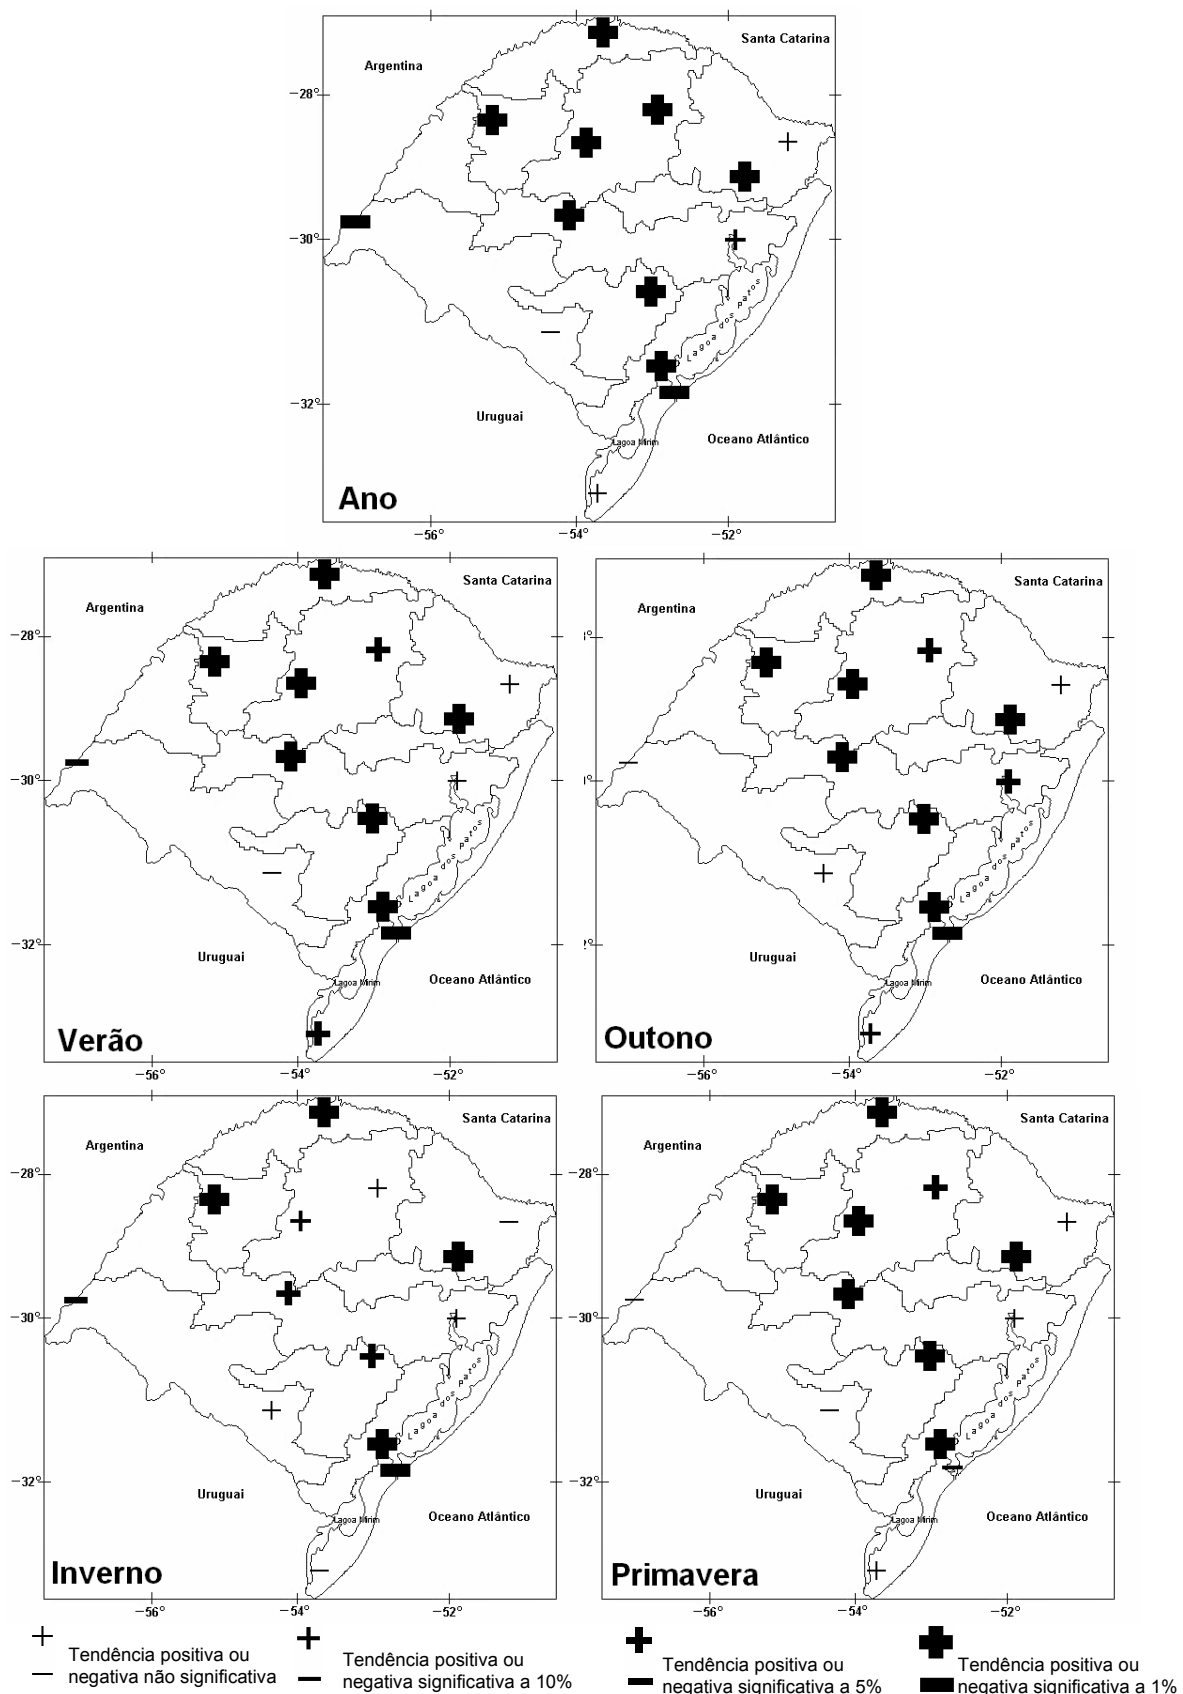 Santa Catarina
Argentina
−28°
−30°
Lagoa dos Patos
−32°
Uruguai
Lagoa Mirim
Oceano Atlântico
Ano
−56°
−54°
−52°
Santa Catarina
Argentina
−28°
−30°
Lagoa dos Patos
−32°
Uruguai
Lagoa Mirim
Oceano Atlântico
Verão
−56°
−54°
−52°
Santa Catarina
Argentina
Lagoa dos Patos
Uruguai
Lagoa Mirim
Oceano Atlântico
Outono
−56°
−54°
−52°
Santa Catarina
Argentina
−28°
−30°
Lagoa dos Patos
−32°
Uruguai
Lagoa Mirim
Oceano Atlântico
Inverno
−56°
−54°
−52°
Santa Catarina
Argentina
−28°
−30°
Lagoa dos Patos
−32°
Uruguai
Lagoa Mirim
Oceano Atlântico
Primavera
−56°
−54°
−52°
Tendência positiva ou
negativa não significativa
Tendência positiva ou
negativa significativa a 10%
Tendência positiva ou
negativa significativa a 5%
Tendência positiva ou
negativa significativa a 1%